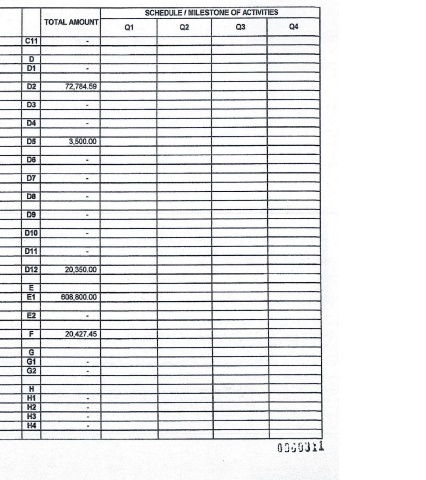 SCHEDULE / MILESTONE OF ACTIVITIES
TOTAL AMOUNT Q1 Q2 Q3 Q4
C11 -
D
D1 -
D2 72,784.59
D3 -
D4 -
D5 3,500.00
D6 -
D7 -
D8 -
D9 -
D10 -
D11 -
D12 20,350.00
E
E1 608,800.00
E2 -
F 20,427.45
G
G1 -
G2 -
H
H1 -
H2 -
H3 -
H4 -